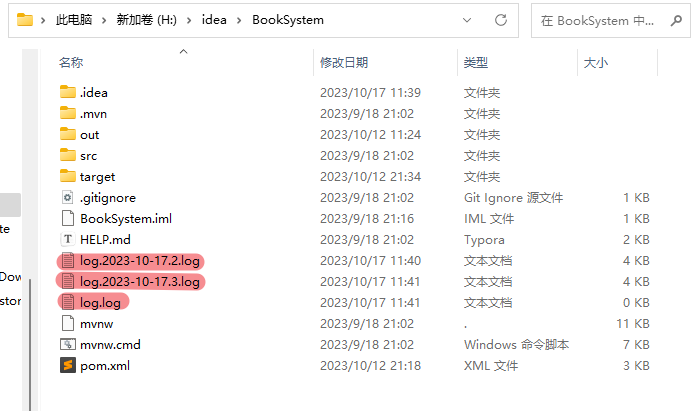 此电脑 > 新加卷 (H:) > idea > BookSystem 在 BookSystem 中...
名称 修改日期 类型 大小
.idea 2023/10/17 11:39 文件夹
.mvn 2023/9/18 21:02 文件夹
out 2023/10/12 11:24 文件夹
src 2023/9/18 21:02 文件夹
target 2023/10/12 21:34 文件夹
.gitignore 2023/9/18 21:02 Git Ignore 源文件 1 KB
BookSystem.iml 2023/9/18 21:16 IML 文件 1 KB
HELP.md 2023/9/18 21:02 Typora 2 KB
log.2023-10-17.2.log 2023/10/17 11:40 文本文档 4 KB
log.2023-10-17.3.log 2023/10/17 11:41 文本文档 4 KB
log.log 2023/10/17 11:41 文本文档 0 KB
mvnw 2023/9/18 21:02 . 11 KB
mvnw.cmd 2023/9/18 21:02 Windows 命令脚本 7 KB
pom.xml 2023/10/12 21:18 XML 文件 3 KB